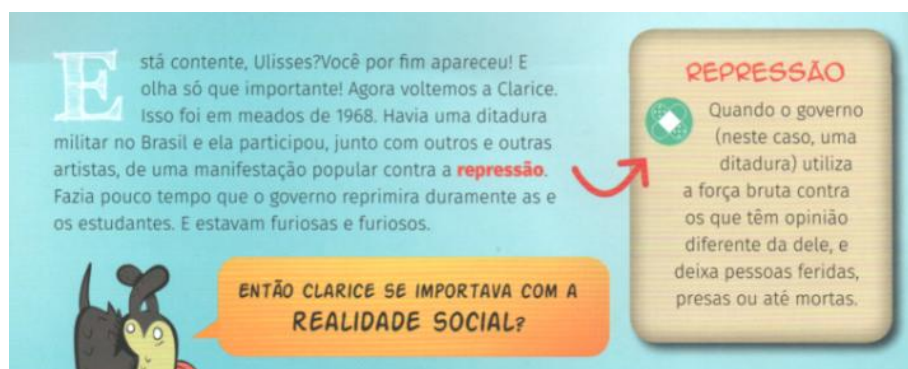 Está contente, Ulisses?Você por fim apareceu! E
olha só que importante! Agora voltemos a Clarice.
Isso foi em meados de 1968. Havia uma ditadura
militar no Brasil e ela participou, junto com outros e outras
artistas, de uma manifestação popular contra a repressão.
Fazia pouco tempo que o governo reprimira duramente as e
os estudantes. E estavam furiosas e furiosos.
REPRESSÃO
Quando o governo
(neste caso, uma
ditadura) utiliza
a força bruta contra
os que têm opinião
diferente da dele, e
deixa pessoas feridas,
presas ou até mortas.
ENTÃO CLARICE SE IMPORTAVA COM A
REALIDADE SOCIAL?